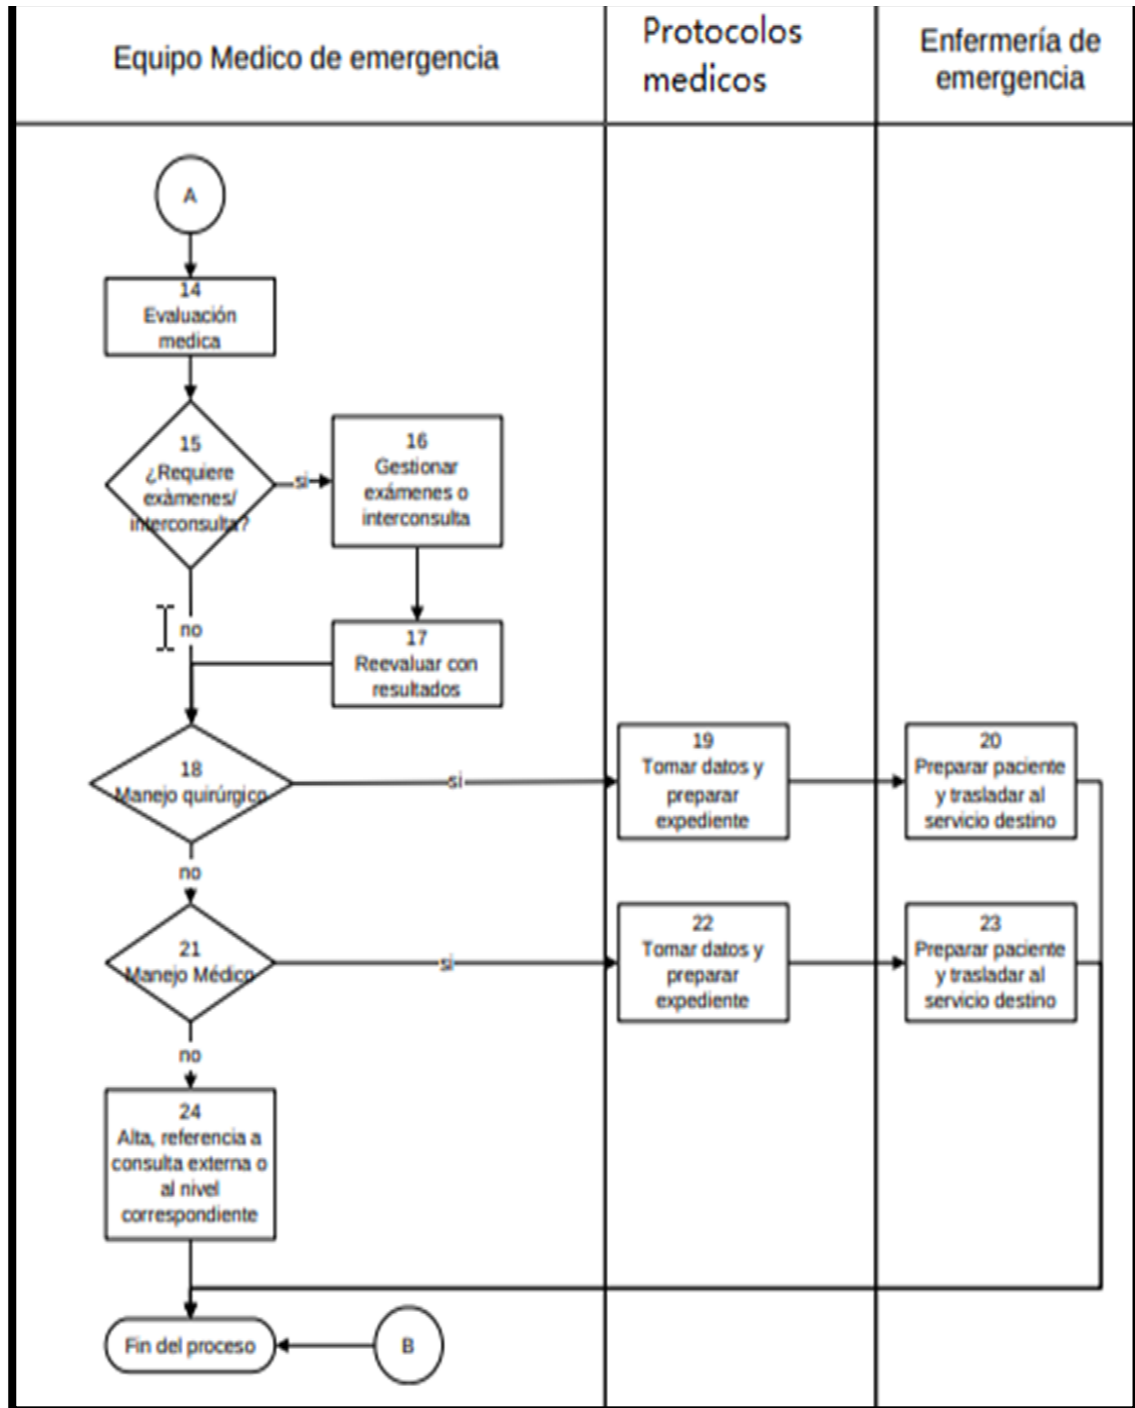 Equipo Medico de emergencia
Protocolos
medicos
Enfermería de
emergencia
A
14
Evaluación
medica
15
¿Requiere
exàmenes/
interconsulta?
si
16
Gestionar
exámenes o
interconsulta
no
17
Reevaluar con
resultados
18
Manejo quirúrgico
si
19
Tomar datos y
preparar
expediente
20
Preparar paciente
y trasladar al
servicio destino
no
21
Manejo Médico
si
22
Tomar datos y
preparar
expediente
23
Preparar paciente
y trasladar al
servicio destino
no
24
Alta, referencia a
consulta externa o
al nivel
correspondiente
Fin del proceso
B